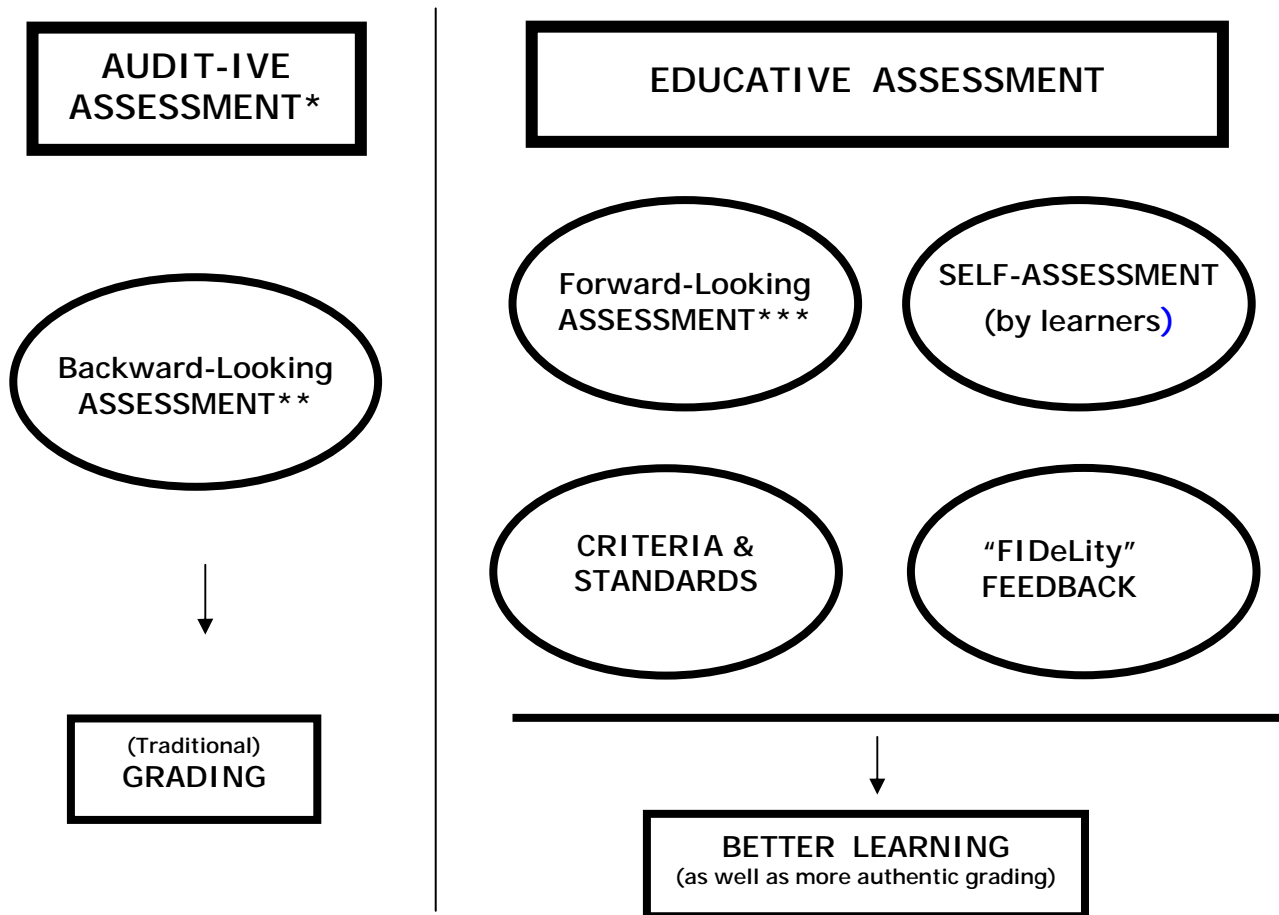 AUDIT-IVE
ASSESSMENT*
Backward-Looking
ASSESSMENT**
(Traditional)
GRADING
EDUCATIVE ASSESSMENT
Forward-Looking
ASSESSMENT***
SELF-ASSESSMENT
(by learners)
CRITERIA &
STANDARDS
“FIDeLity”
FEEDBACK
BETTER LEARNING
(as well as more authentic grading)